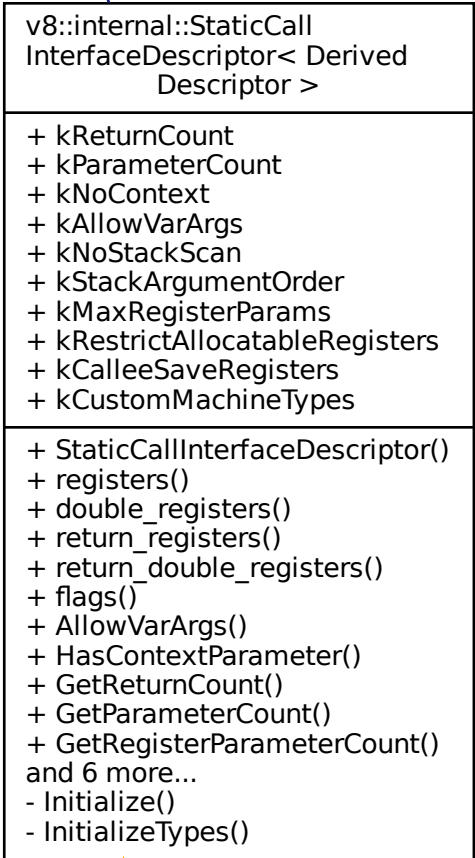 v8::internal::StaticCall
InterfaceDescriptor< Derived
Descriptor >
+ kReturnCount
+ kParameterCount
+ kNoContext
+ kAllowVarArgs
+ kNoStackScan
+ kStackArgumentOrder
+ kMaxRegisterParams
+ kRestrictAllocatableRegisters
+ kCalleeSaveRegisters
+ kCustomMachineTypes
+ StaticCallInterfaceDescriptor()
+ registers()
+ double_registers()
+ return_registers()
+ return_double_registers()
+ flags()
+ AllowVarArgs()
+ HasContextParameter()
+ GetReturnCount()
+ GetParameterCount()
+ GetRegisterParameterCount()
and 6 more...
- Initialize()
- InitializeTypes()